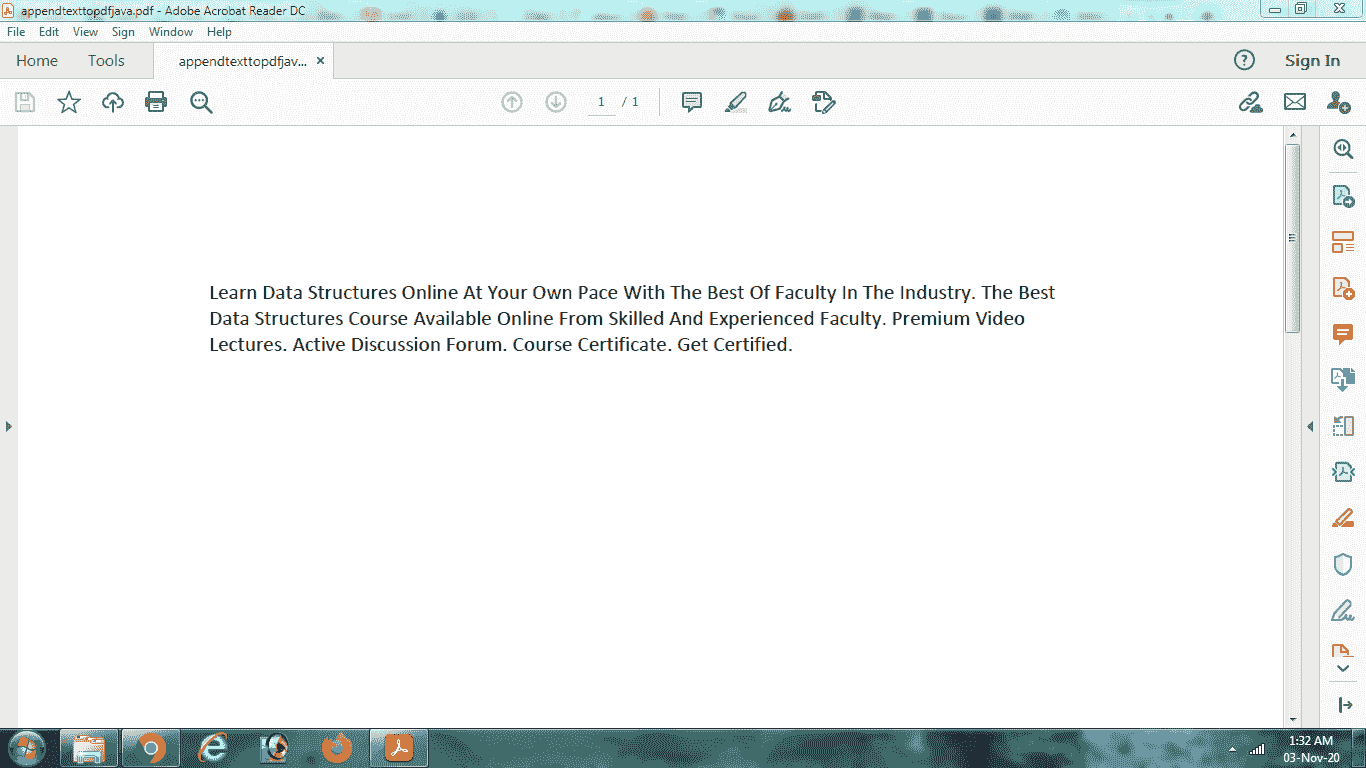 appendtexttopdfjava.pdf - Adobe Acrobat Reader DC
File Edit View Sign Window Help
Home Tools appendtexttopdfjav... × ? Sign In
1 / 1
Learn Data Structures Online At Your Own Pace With The Best Of Faculty In The Industry. The Best
Data Structures Course Available Online From Skilled And Experienced Faculty. Premium Video
Lectures. Active Discussion Forum. Course Certificate. Get Certified.
1:32 AM
03-Nov-20